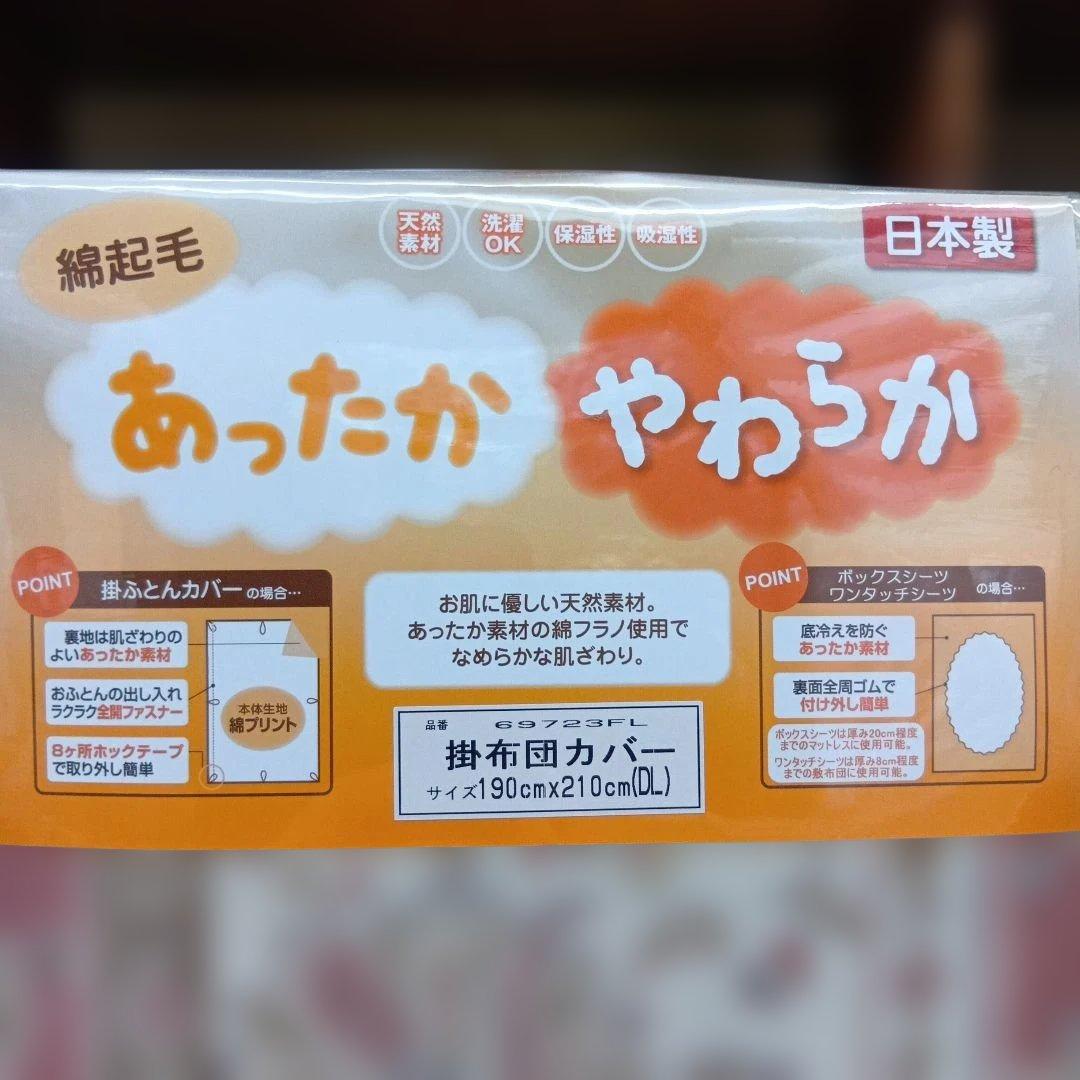 綿起毛
天然
素材
洗濯
OK
保湿性
吸湿性
日本製
あったか
やわらか
POINT
掛ふとんカバーの場合…
裏地は肌ざわりの
よいあったか素材
おふとんの出し入れ
ラクラク全開ファスナー
8ヶ所ホックテープ
で取り外し簡単
本体生地
綿プリント
お肌に優しい天然素材。
あったか素材の綿フラノ使用で
なめらかな肌ざわり。
品番 69723FL
掛布団カバー
サイズ190cmx210cm(DL)
POINT
ボックスシーツ
ワンタッチシーツ の場合…
底冷えを防ぐ
あったか素材
裏面全周ゴムで
付け外し簡単
ボックスシーツは厚み20cm程度
までのマットレスに使用可能。
ワンタッチシーツは厚み8cm程度
までの敷布団に使用可能。